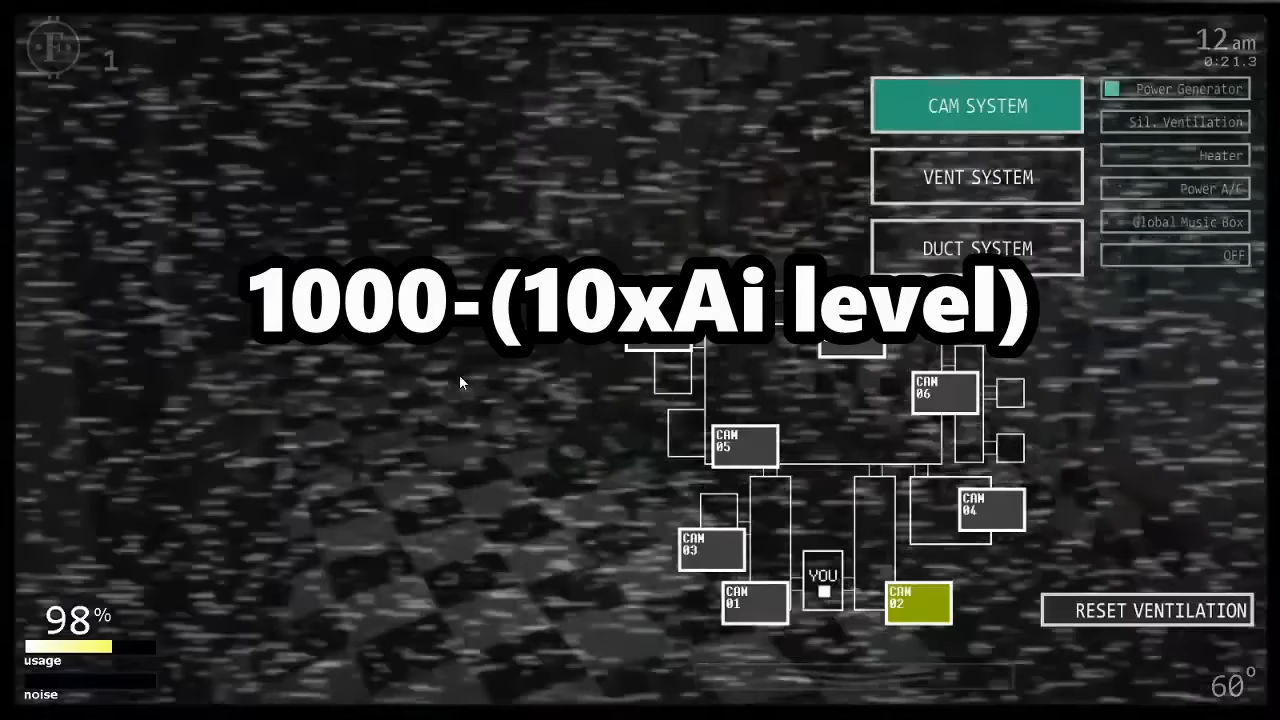 F
1
12 am
0:21.3
CAM SYSTEM
Power Generator
Sil. Ventilation
Heater
VENT SYSTEM
Power A/C
Global Music Box
DUCT SYSTEM
OFF
1000-(10xAi level)
CAM
06
CAM
05
CAM
04
CAM
03
YOU
CAM
01
CAM
02
RESET VENTILATION
98%
usage
noise
60°